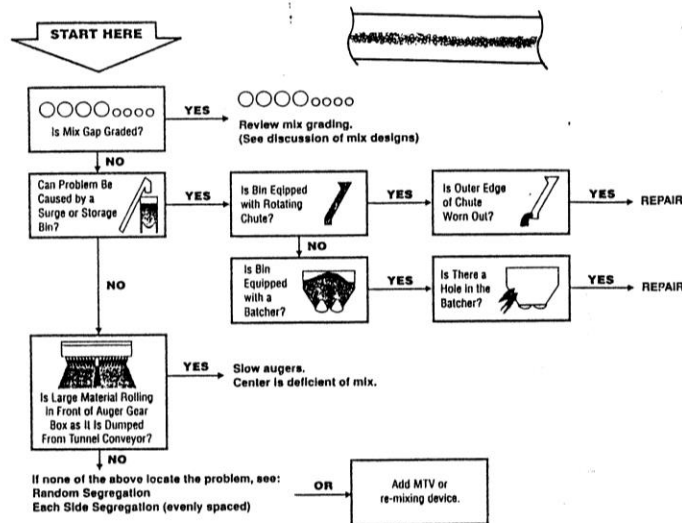 START HERE
Is Mix Gap Graded?
YES
Review mix grading.
(See discussion of mix designs)
NO
Can Problem Be
Caused by a
Surge or Storage
Bin?
YES
Is Bin Eqipped
with Rotating
Chute?
YES
Is Outer Edge
of Chute
Worn Out?
YES
REPAIR
NO
Is Bin
Equipped
with a
Batcher?
YES
Is There a
Hole in the
Batcher?
YES
REPAIR
NO
Is Large Material Rolling
In Front of Auger Gear
Box as It Is Dumped
From Tunnel Conveyor?
YES
Slow augers.
Center is deficient of mix.
NO
If none of the above locate the problem, see:
Random Segregation
Each Side Segregation (evenly spaced)
OR
Add MTV or
re-mixing device.